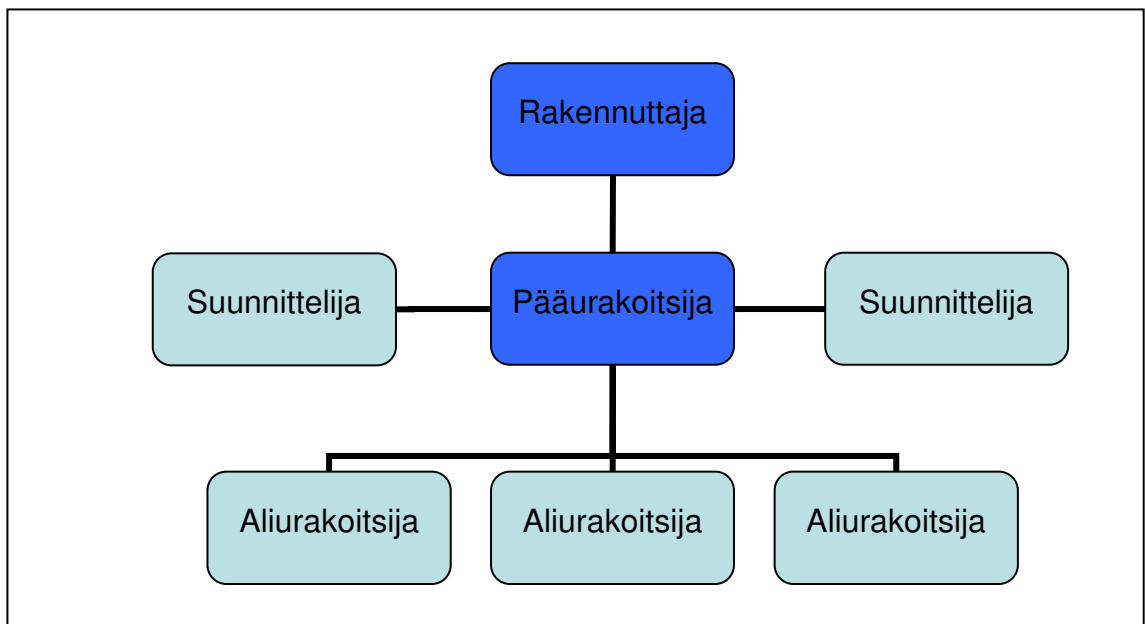 Rakennuttaja
Suunnittelija
Pääurakoitsija
Suunnittelija
Aliurakoitsija
Aliurakoitsija
Aliurakoitsija